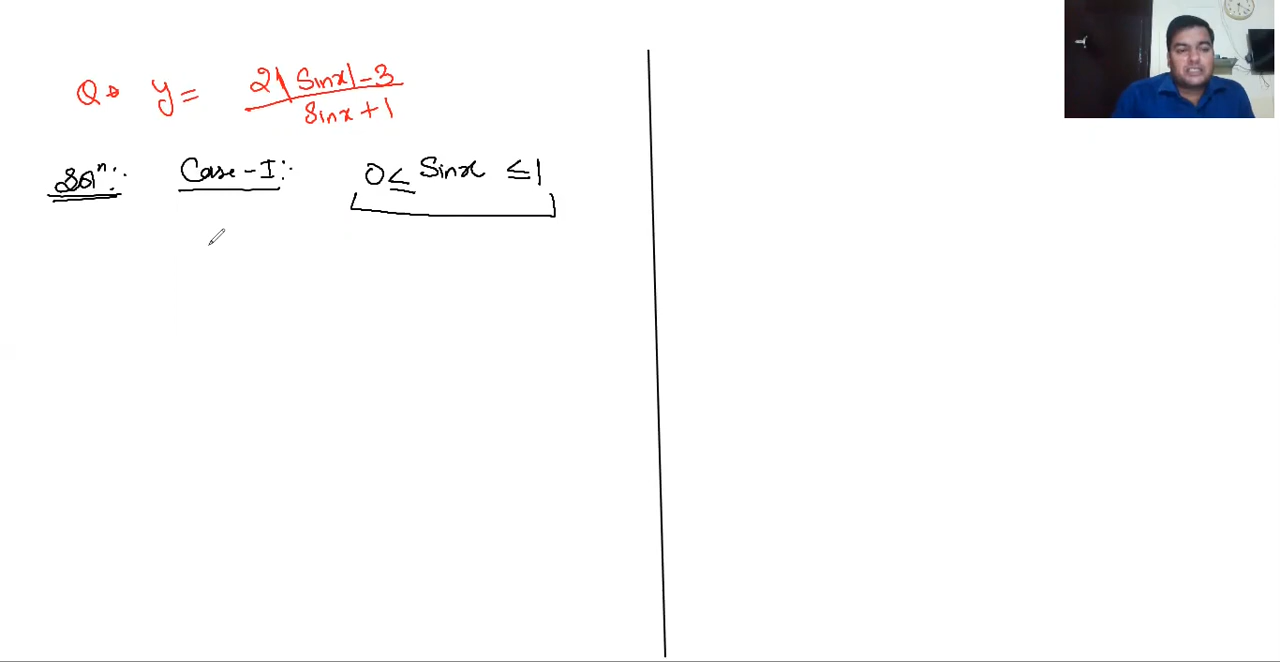 Q. y = 2|Sinx| - 3 / Sinx + 1
Solⁿ: Case - I: 0 ≤ Sinx ≤ 1